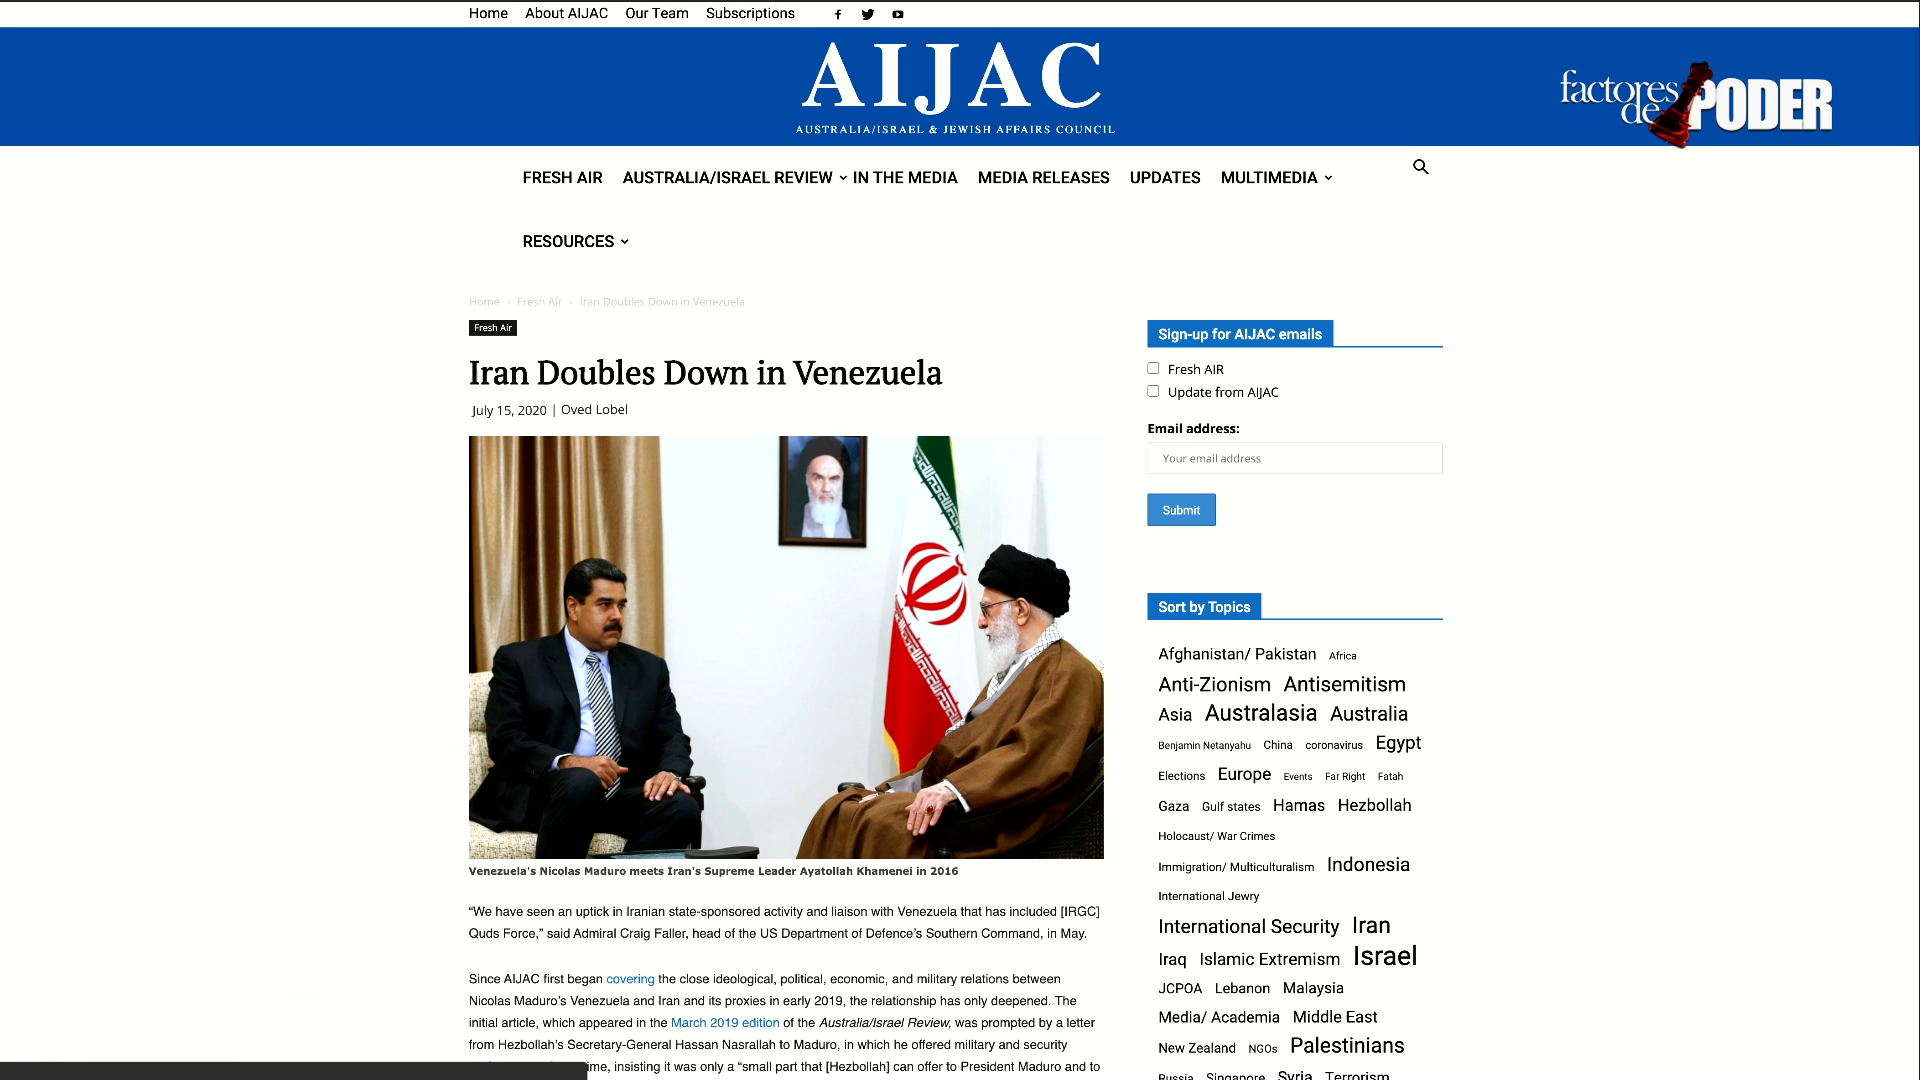 Home About AIJAC Our Team Subscriptions
AIJAC
AUSTRALIA/ISRAEL & JEWISH AFFAIRS COUNCIL
factores de PODER
FRESH AIR AUSTRALIA/ISRAEL REVIEW IN THE MEDIA MEDIA RELEASES UPDATES MULTIMEDIA
RESOURCES
Home › Fresh Air › Iran Doubles Down in Venezuela
Fresh Air
Iran Doubles Down in Venezuela
July 15, 2020 | Oved Lobel
Venezuela's Nicolas Maduro meets Iran's Supreme Leader Ayatollah Khamenei in 2016
“We have seen an uptick in Iranian state-sponsored activity and liaison with Venezuela that has included [IRGC]
Quds Force,” said Admiral Craig Faller, head of the US Department of Defence’s Southern Command, in May.
Since AIJAC first began covering the close ideological, political, economic, and military relations between
Nicolas Maduro’s Venezuela and Iran and its proxies in early 2019, the relationship has only deepened. The
initial article, which appeared in the March 2019 edition of the Australia/Israel Review, was prompted by a letter
from Hezbollah’s Secretary-General Hassan Nasrallah to Maduro, in which he offered military and security
insisting it was only a “small part that [Hezbollah] can offer to President Maduro and to
Sign-up for AIJAC emails
Fresh AIR
Update from AIJAC
Email address:
Your email address
Submit
Sort by Topics
Afghanistan/ Pakistan Africa
Anti-Zionism Antisemitism
Asia Australasia Australia
Benjamin Netanyahu China coronavirus Egypt
Elections Europe Events Far Right Fatah
Gaza Gulf states Hamas Hezbollah
Holocaust/ War Crimes
Immigration/ Multiculturalism Indonesia
International Jewry
International Security Iran
Iraq Islamic Extremism Israel
JCPOA Lebanon Malaysia
Media/ Academia Middle East
New Zealand NGOs Palestinians
Russia Singapore Syria Terrorism